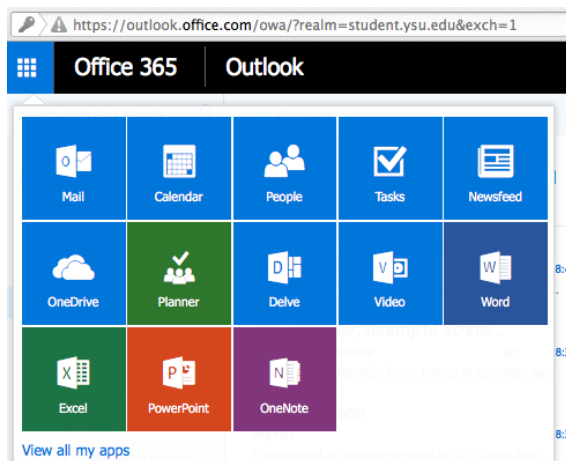 https://outlook.office.com/owa/?realm=student.ysu.edu&exch=1
Office 365 Outlook
Mail Calendar People Tasks Newsfeed
OneDrive Planner Delve Video Word
Excel PowerPoint OneNote
View all my apps